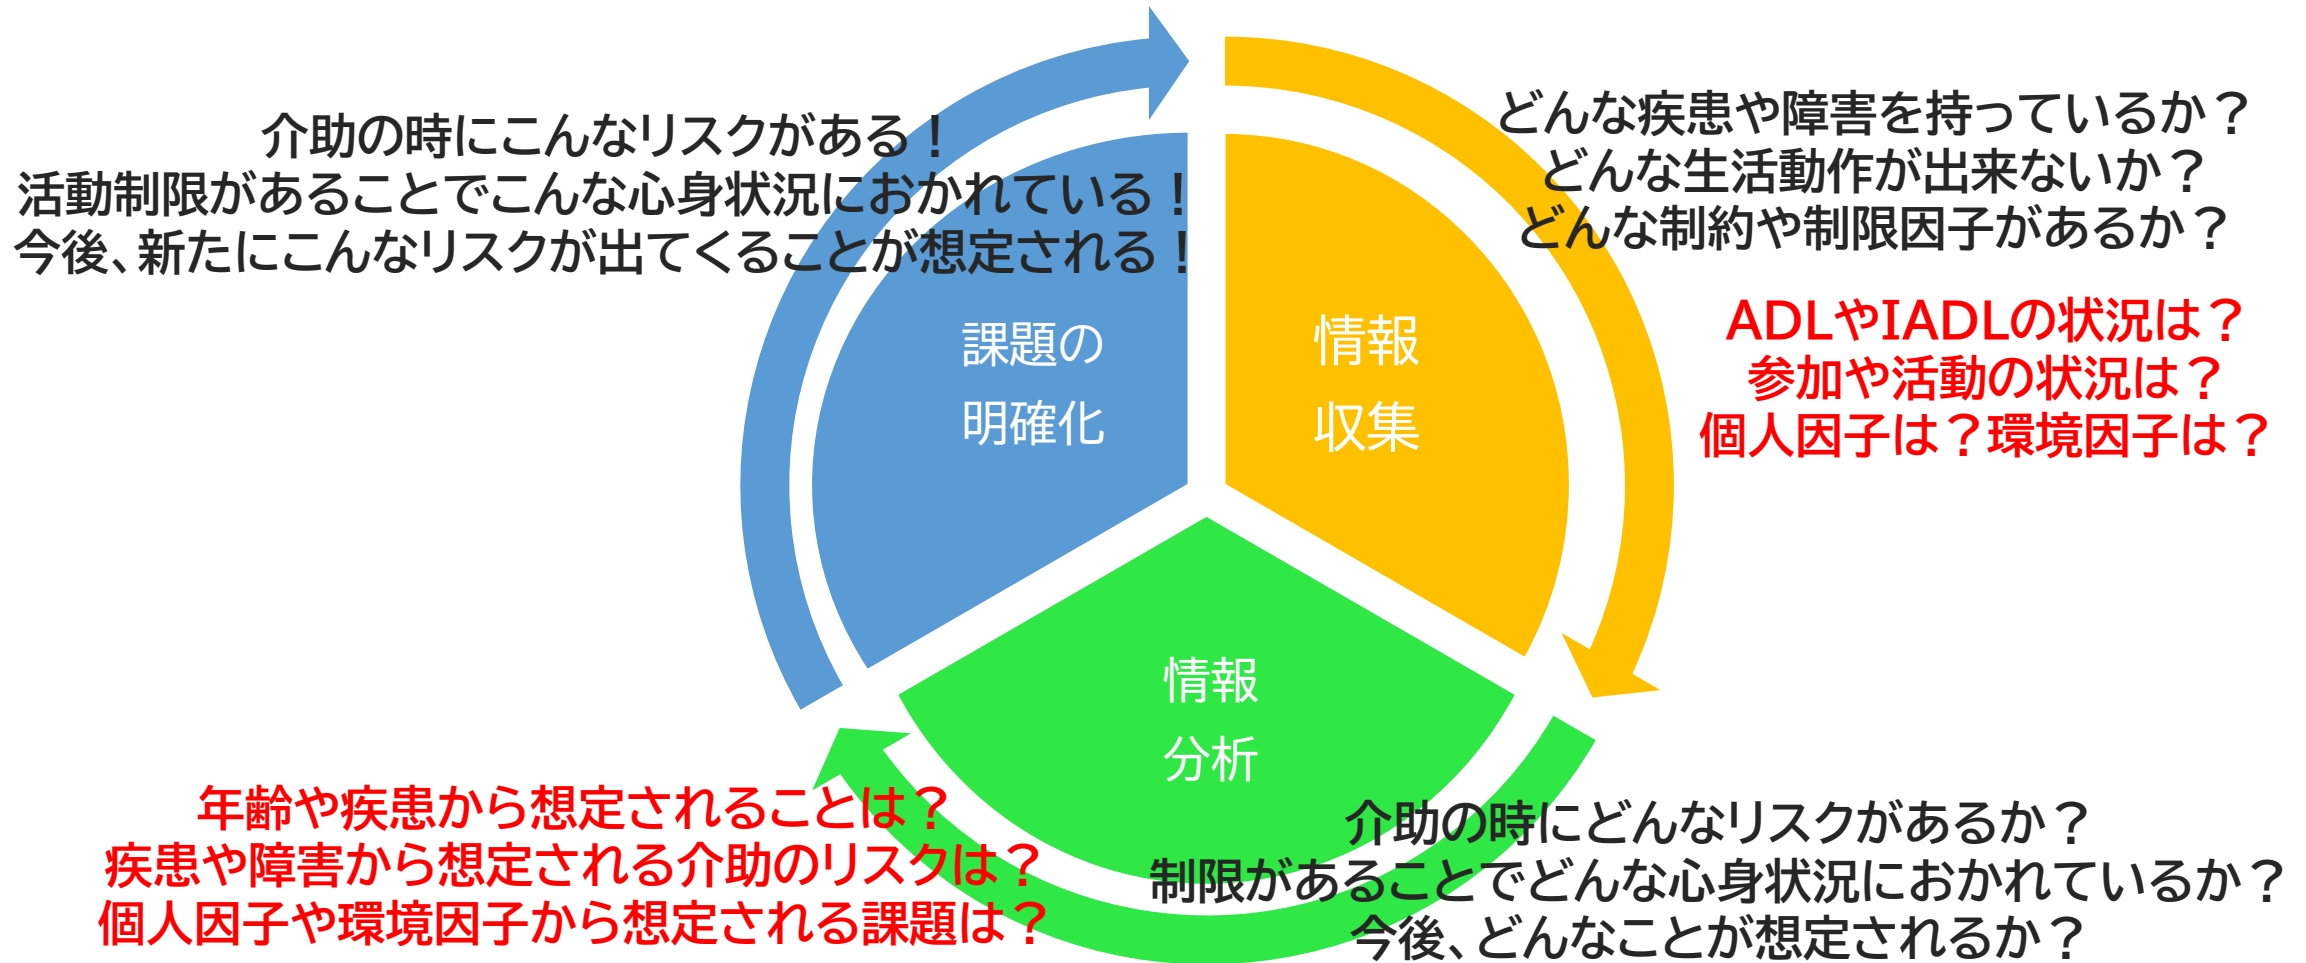 介助の時にこんなリスクがある！
活動制限があることでこんな心身状況におかれている！
今後、新たにこんなリスクが出てくることが想定される！
どんな疾患や障害を持っているか？
どんな生活動作が出来ないか？
どんな制約や制限因子があるか？
ADLやIADLの状況は？
参加や活動の状況は？
個人因子は？環境因子は？
課題の
明確化
情報
収集
情報
分析
年齢や疾患から想定されることは？
疾患や障害から想定される介助のリスクは？
個人因子や環境因子から想定される課題は？
介助の時にどんなリスクがあるか？
制限があることでどんな心身状況におかれているか？
今後、どんなことが想定されるか？